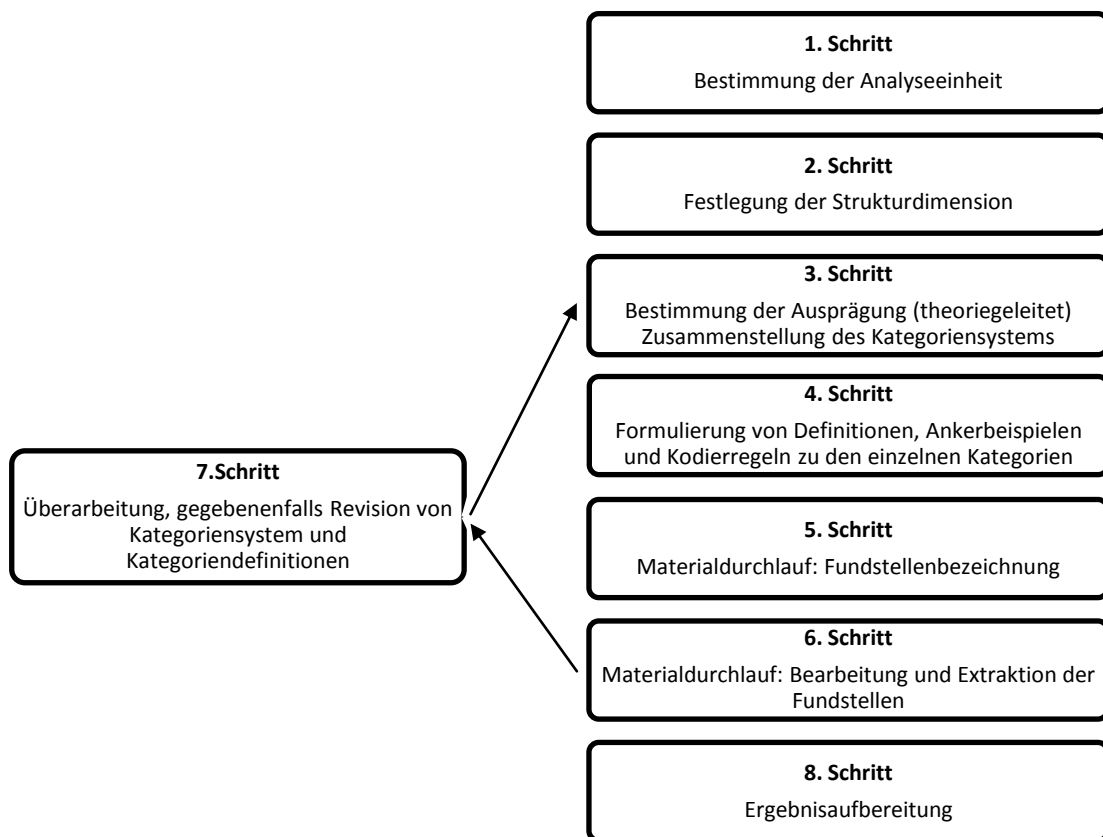 1. Schritt
Bestimmung der Analyseeinheit
2. Schritt
Festlegung der Strukturdimension
3. Schritt
Bestimmung der Ausprägung (theoriegeleitet)
Zusammenstellung des Kategoriensystems
4. Schritt
Formulierung von Definitionen, Ankerbeispielen
und Kodierregeln zu den einzelnen Kategorien
5. Schritt
Materialdurchlauf: Fundstellenbezeichnung
6. Schritt
Materialdurchlauf: Bearbeitung und Extraktion der
Fundstellen
7.Schritt
Überarbeitung, gegebenenfalls Revision von
Kategoriensystem und
Kategoriendefinitionen
8. Schritt
Ergebnisaufbereitung